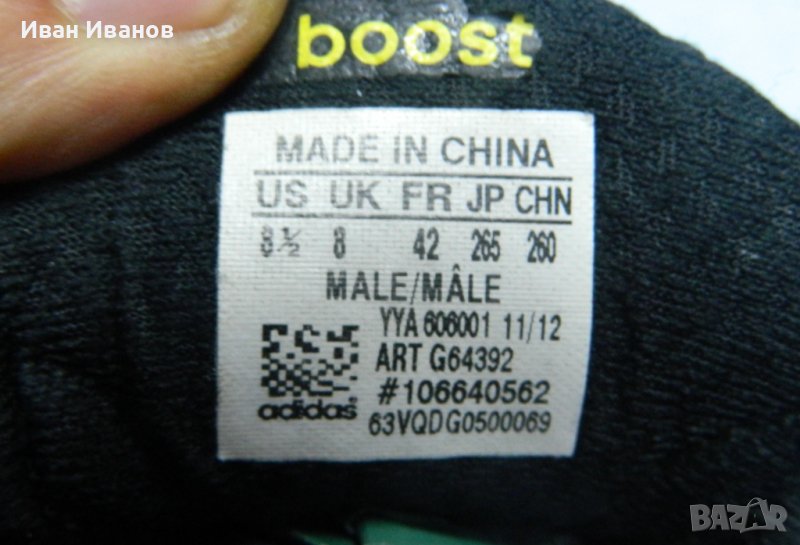 Иван Иванов
boost
MADE IN CHINA
US UK FR JP CHN
8½ 8 42 265 260
MALE/MÂLE
YYA 606001 11/12
ART G64392
#106640562
adidas
63VQDG0500069
BAZAR